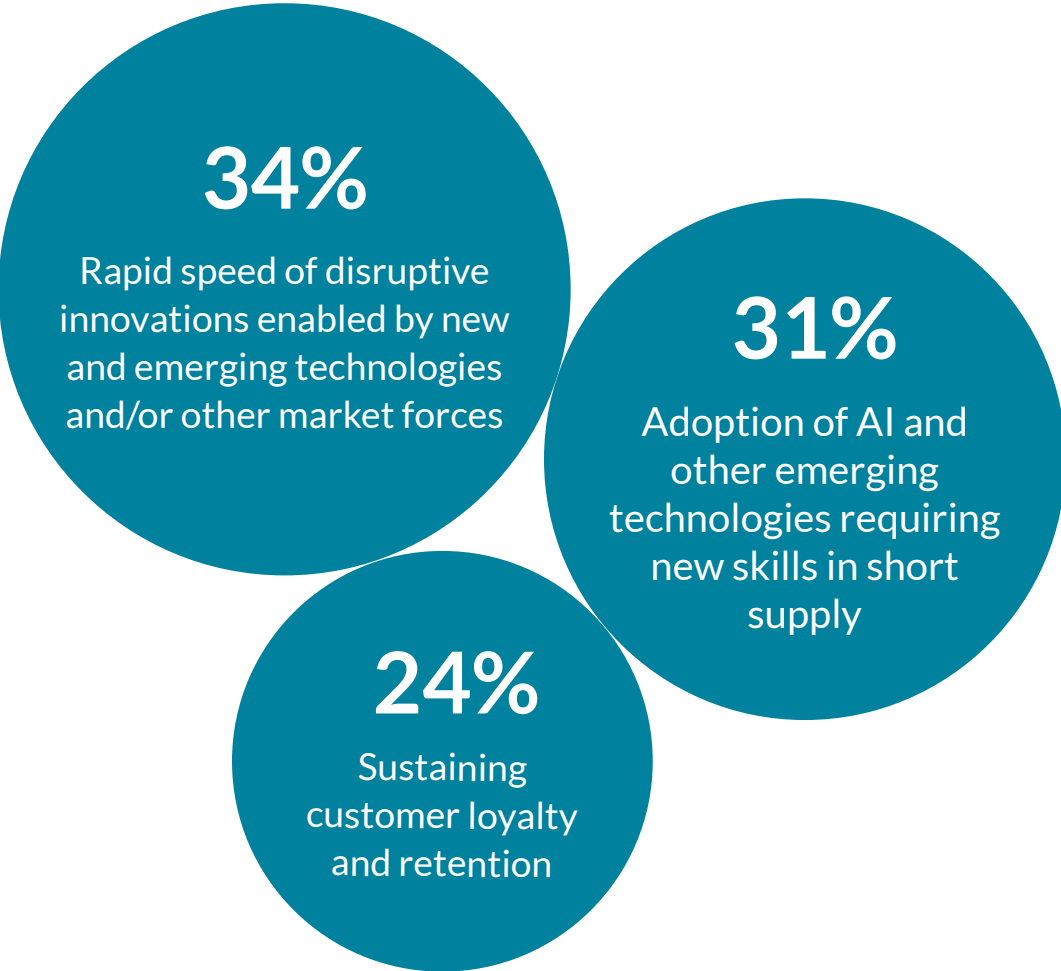 34%
Rapid speed of disruptive
innovations enabled by new
and emerging technologies
and/or other market forces
31%
Adoption of AI and
other emerging
technologies requiring
new skills in short
supply
24%
Sustaining
customer loyalty
and retention